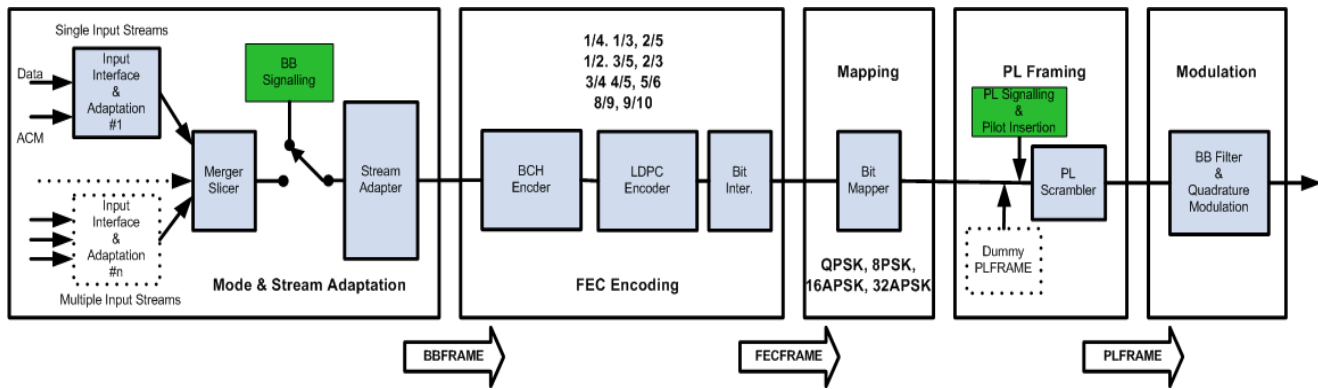 Single Input Streams
Data
ACM
Input
Interface
&
Adaptation
#1
BB
Signalling
Merger
Slicer
Stream
Adapter
Input
Interface
&
Adaptation
#n
Multiple Input Streams
Mode & Stream Adaptation
1/4. 1/3, 2/5
1/2. 3/5, 2/3
3/4 4/5, 5/6
8/9, 9/10
BCH
Encder
LDPC
Encoder
Bit
Inter.
FEC Encoding
Mapping
Bit
Mapper
QPSK, 8PSK,
16APSK, 32APSK
PL Framing
PL Signalling
&
Pilot Insertion
PL
Scrambler
Dummy
PLFRAME
Modulation
BB Filter
&
Quadrature
Modulation
BBFRAME
FECFRAME
PLFRAME